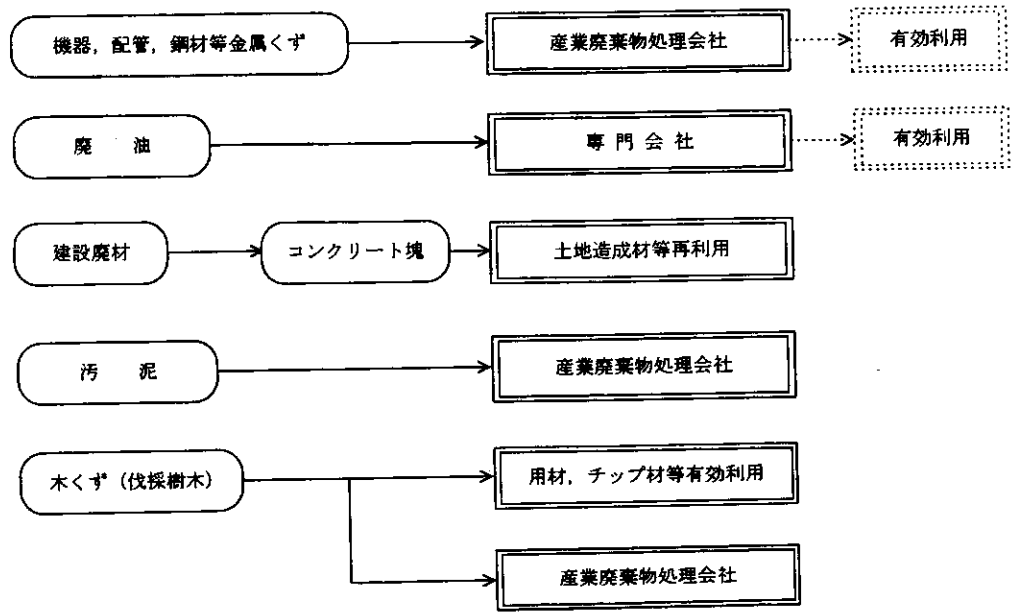 機器，配管，鋼材等金属くず
産業廃棄物処理会社
有効利用
廃 油
専門会社
有効利用
建設廃材
コンクリート塊
土地造成材等再利用
汚 泥
産業廃棄物処理会社
木くず（伐採樹木）
用材，チップ材等有効利用
産業廃棄物処理会社